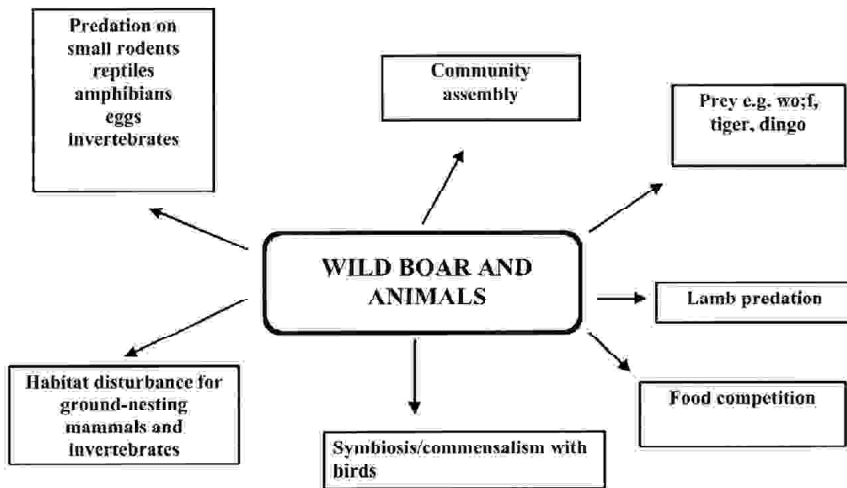 Predation on
small rodents
reptiles
amphibians
eggs
invertebrates
Community
assembly
Prey e.g. wo;f,
tiger, dingo
WILD BOAR AND
ANIMALS
Lamb predation
Habitat disturbance for
ground-nesting
mammals and
invertebrates
Food competition
Symbiosis/commensalism with
birds